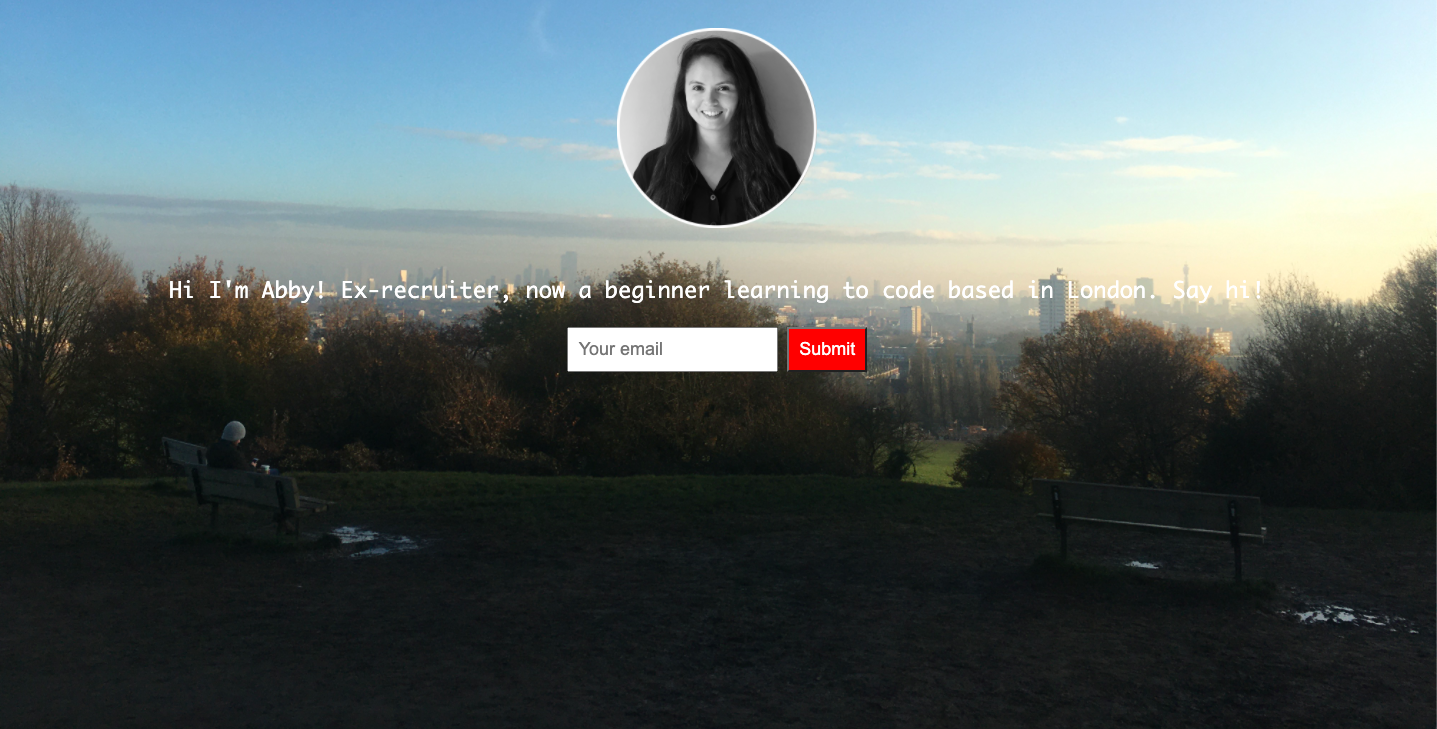 Hi I'm Abby! Ex-recruiter, now a beginner learning to code based in London. Say hi!
Your email
Submit